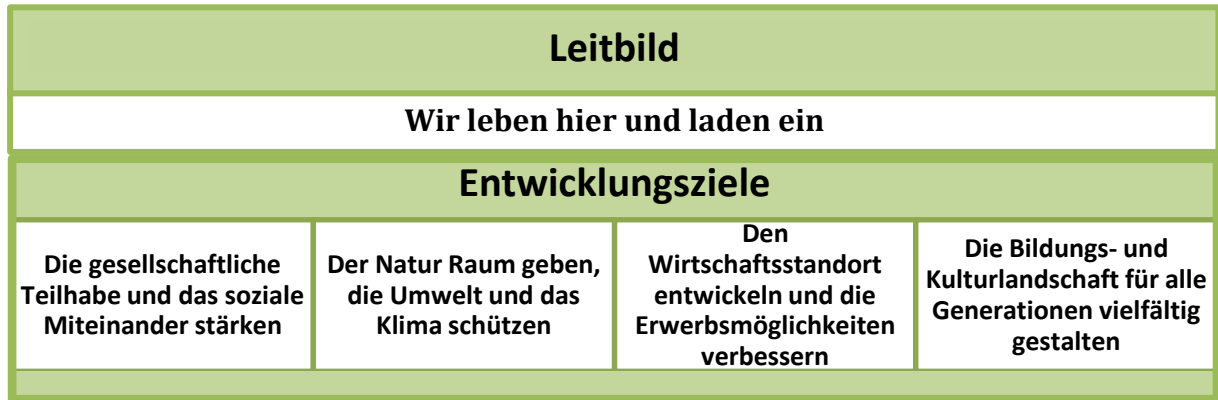 Leitbild
Wir leben hier und laden ein
Entwicklungsziele
Die gesellschaftliche
Teilhabe und das soziale
Miteinander stärken
Der Natur Raum geben,
die Umwelt und das
Klima schützen
Den
Wirtschaftsstandort
entwickeln und die
Erwerbsmöglichkeiten
verbessern
Die Bildungs- und
Kulturlandschaft für alle
Generationen vielfältig
gestalten